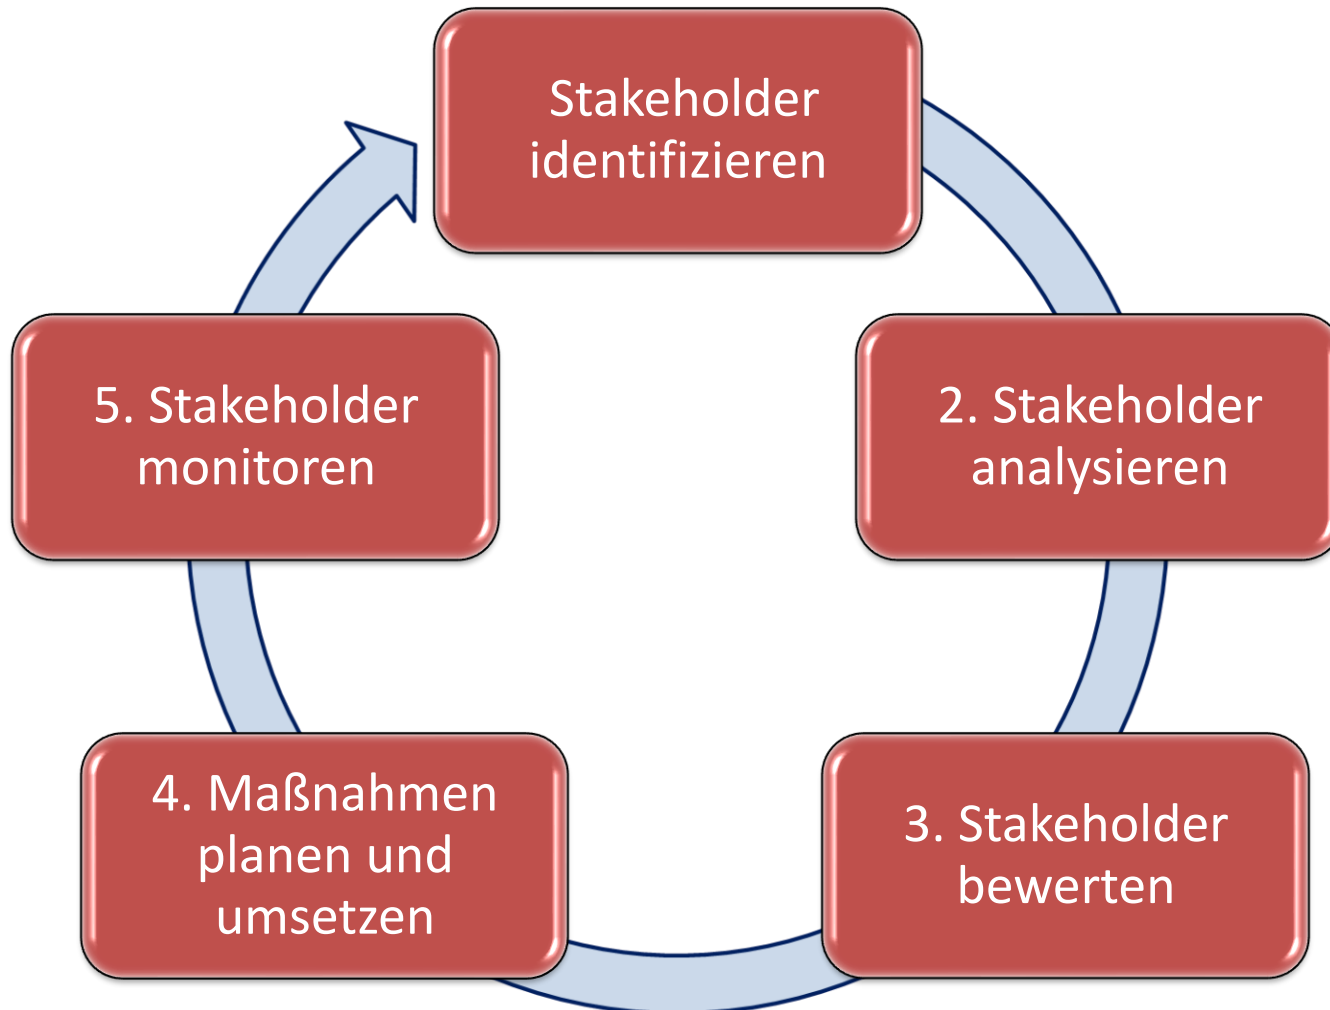 Stakeholder
identifizieren
2. Stakeholder
analysieren
3. Stakeholder
bewerten
4. Maßnahmen
planen und
umsetzen
5. Stakeholder
monitoren